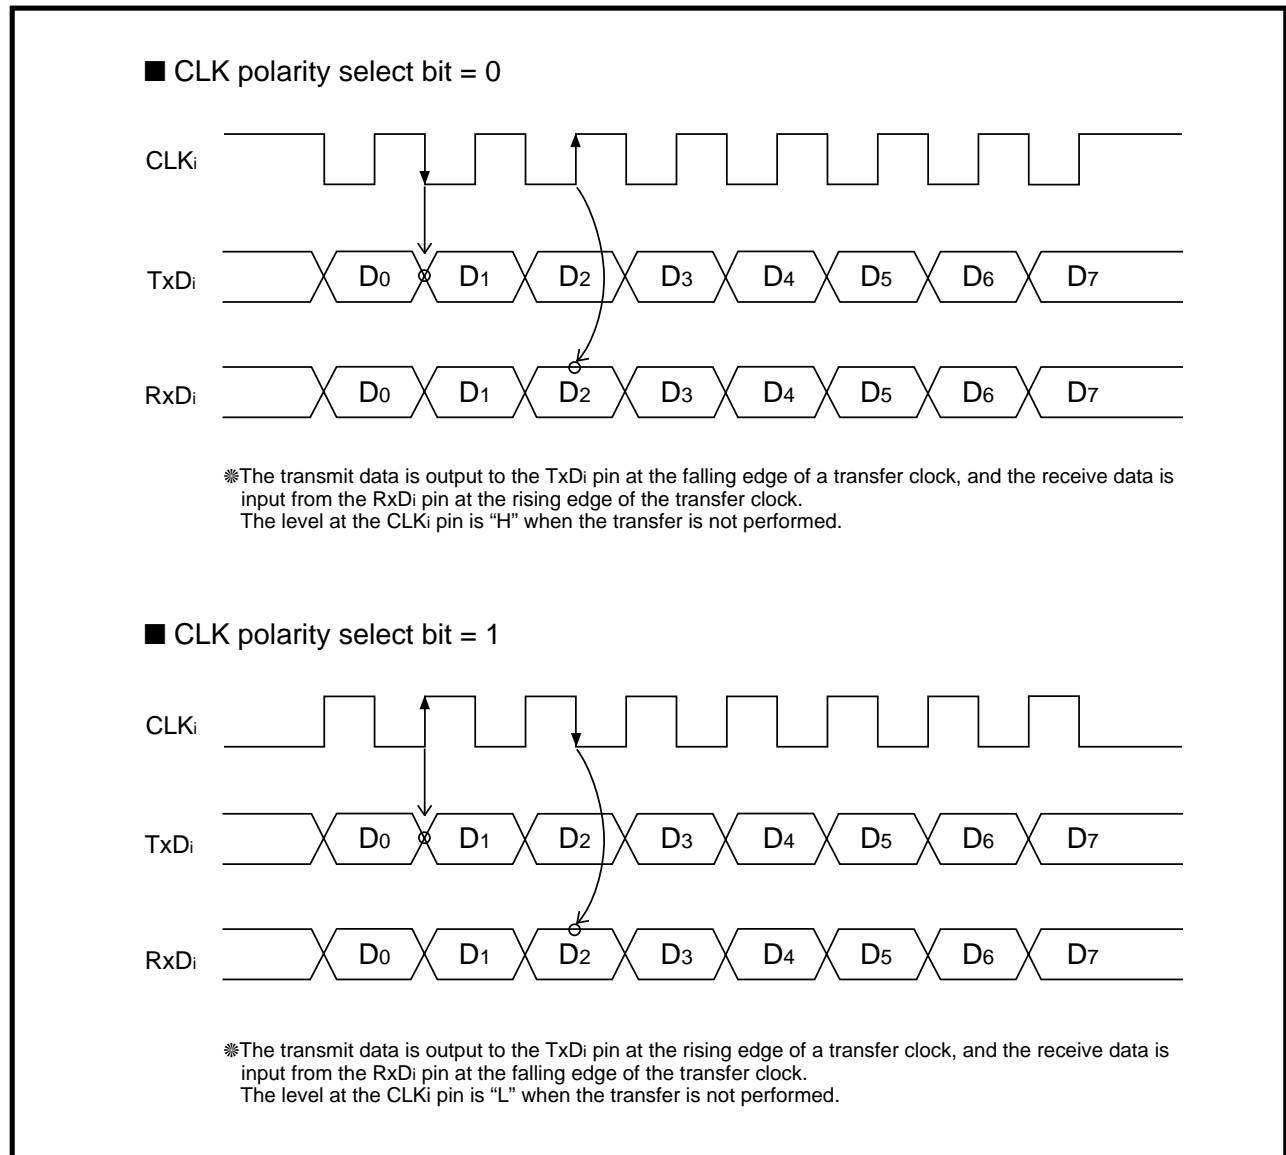 ■ CLK polarity select bit = 0
CLKi
TxDi
D0 D1 D2 D3 D4 D5 D6 D7
RxDi
D0 D1 D2 D3 D4 D5 D6 D7
※The transmit data is output to the TxDi pin at the falling edge of a transfer clock, and the receive data is
input from the RxDi pin at the rising edge of the transfer clock.
The level at the CLKi pin is “H” when the transfer is not performed.
■ CLK polarity select bit = 1
CLKi
TxDi
D0 D1 D2 D3 D4 D5 D6 D7
RxDi
D0 D1 D2 D3 D4 D5 D6 D7
※The transmit data is output to the TxDi pin at the rising edge of a transfer clock, and the receive data is
input from the RxDi pin at the falling edge of the transfer clock.
The level at the CLKi pin is “L” when the transfer is not performed.